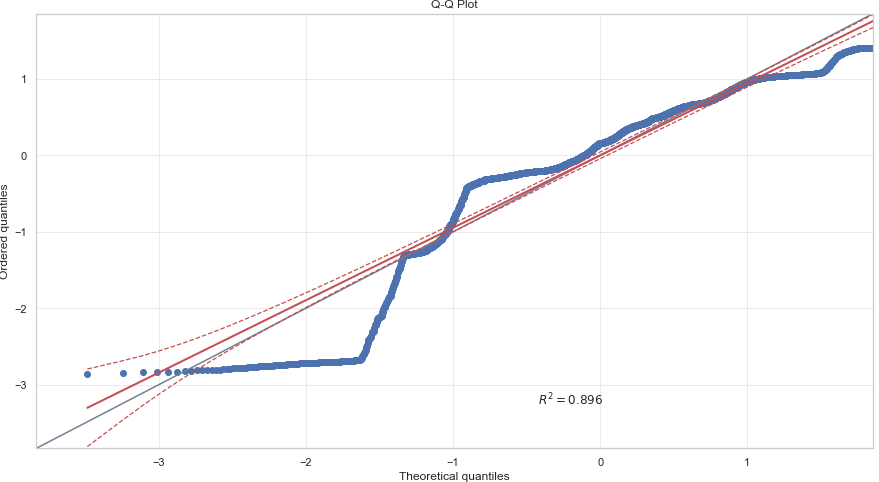 Q-Q Plot
Ordered quantiles
1
0
−1
−2
−3
R² = 0.896
−3 −2 −1 0 1
Theoretical quantiles